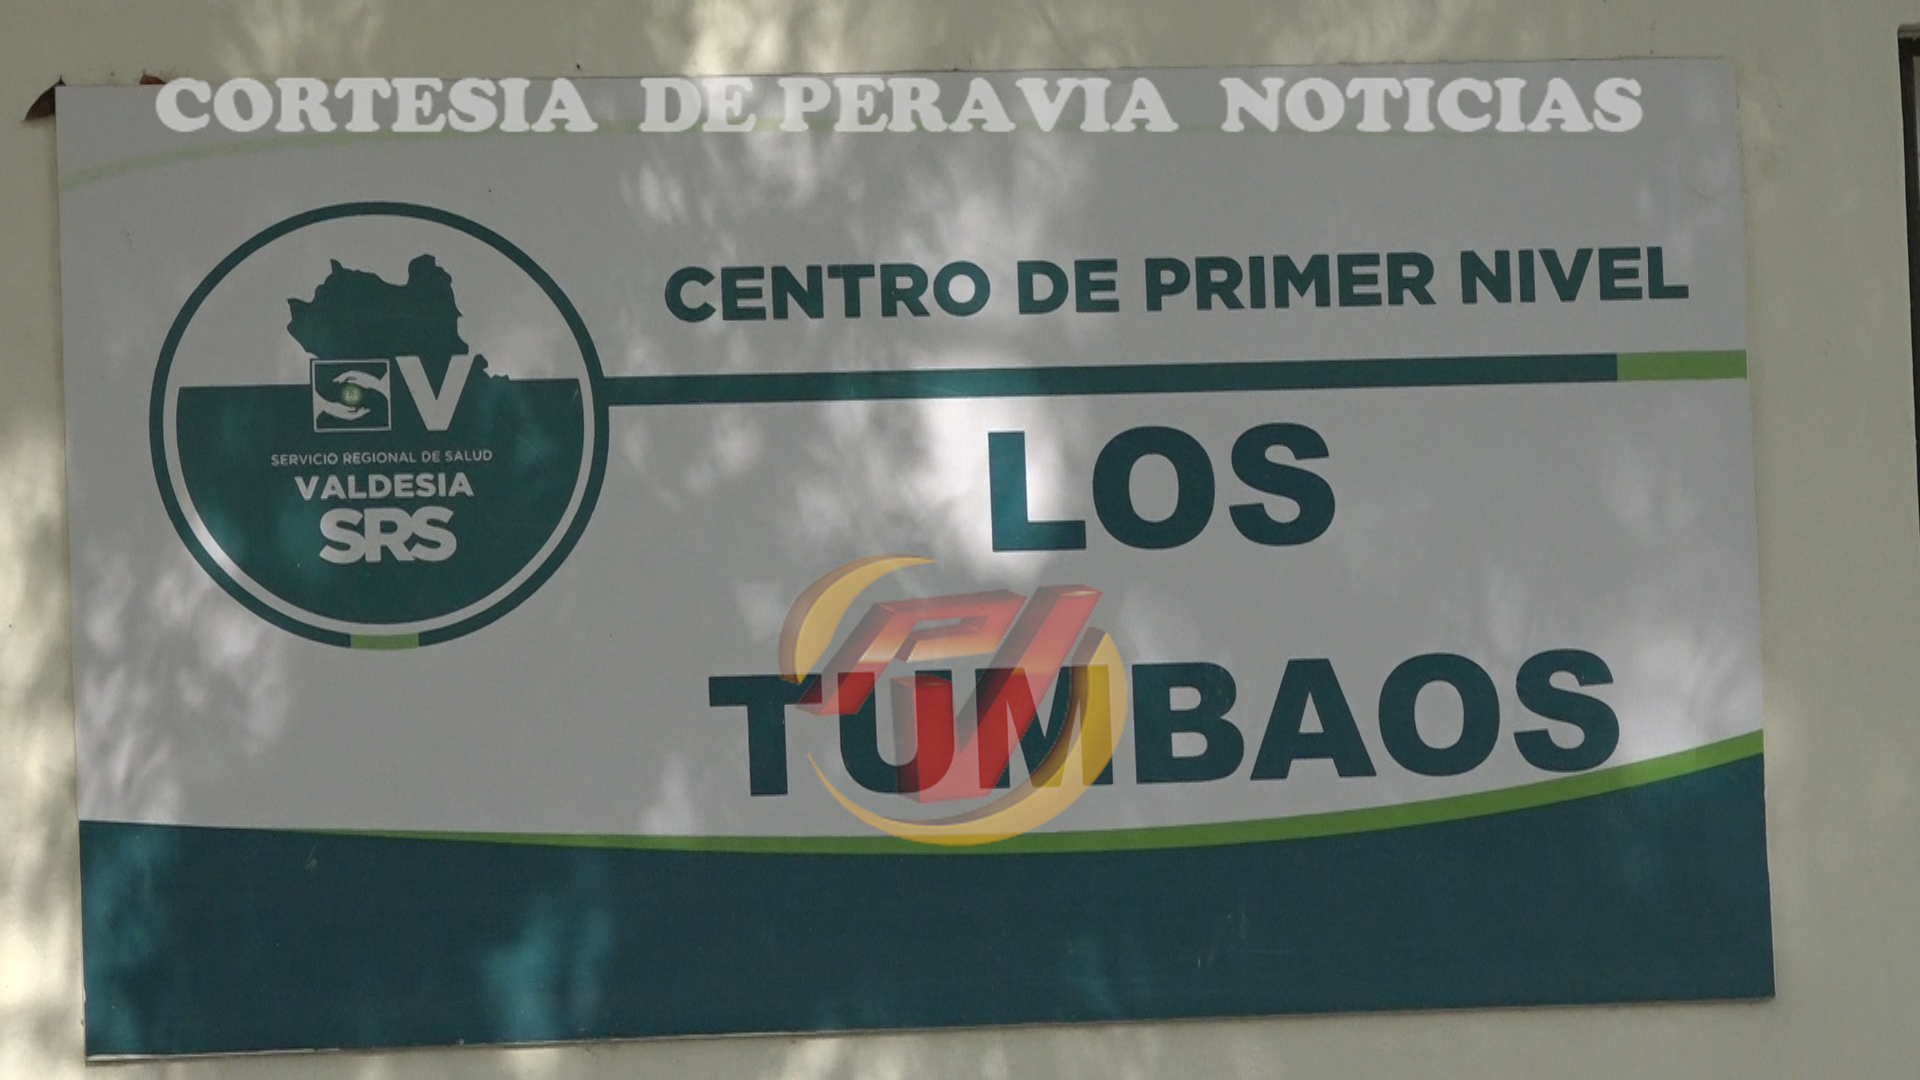 CORTESIA DE PERAVIA NOTICIAS
CENTRO DE PRIMER NIVEL
SV
SERVICIO REGIONAL DE SALUD
VALDESIA
SRS
LOS
TUMBAOS